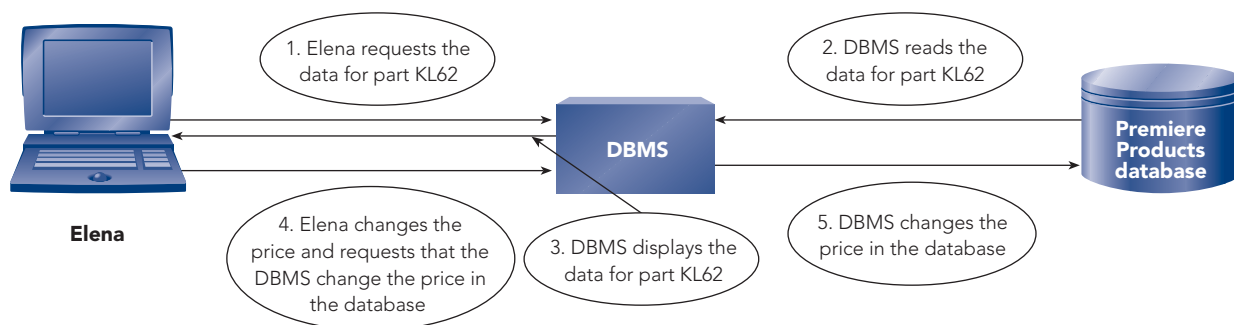 1. Elena requests the
data for part KL62
2. DBMS reads the
data for part KL62
DBMS
Premiere
Products
database
Elena
4. Elena changes the
price and requests that the
DBMS change the price in
the database
3. DBMS displays the
data for part KL62
5. DBMS changes the
price in the database